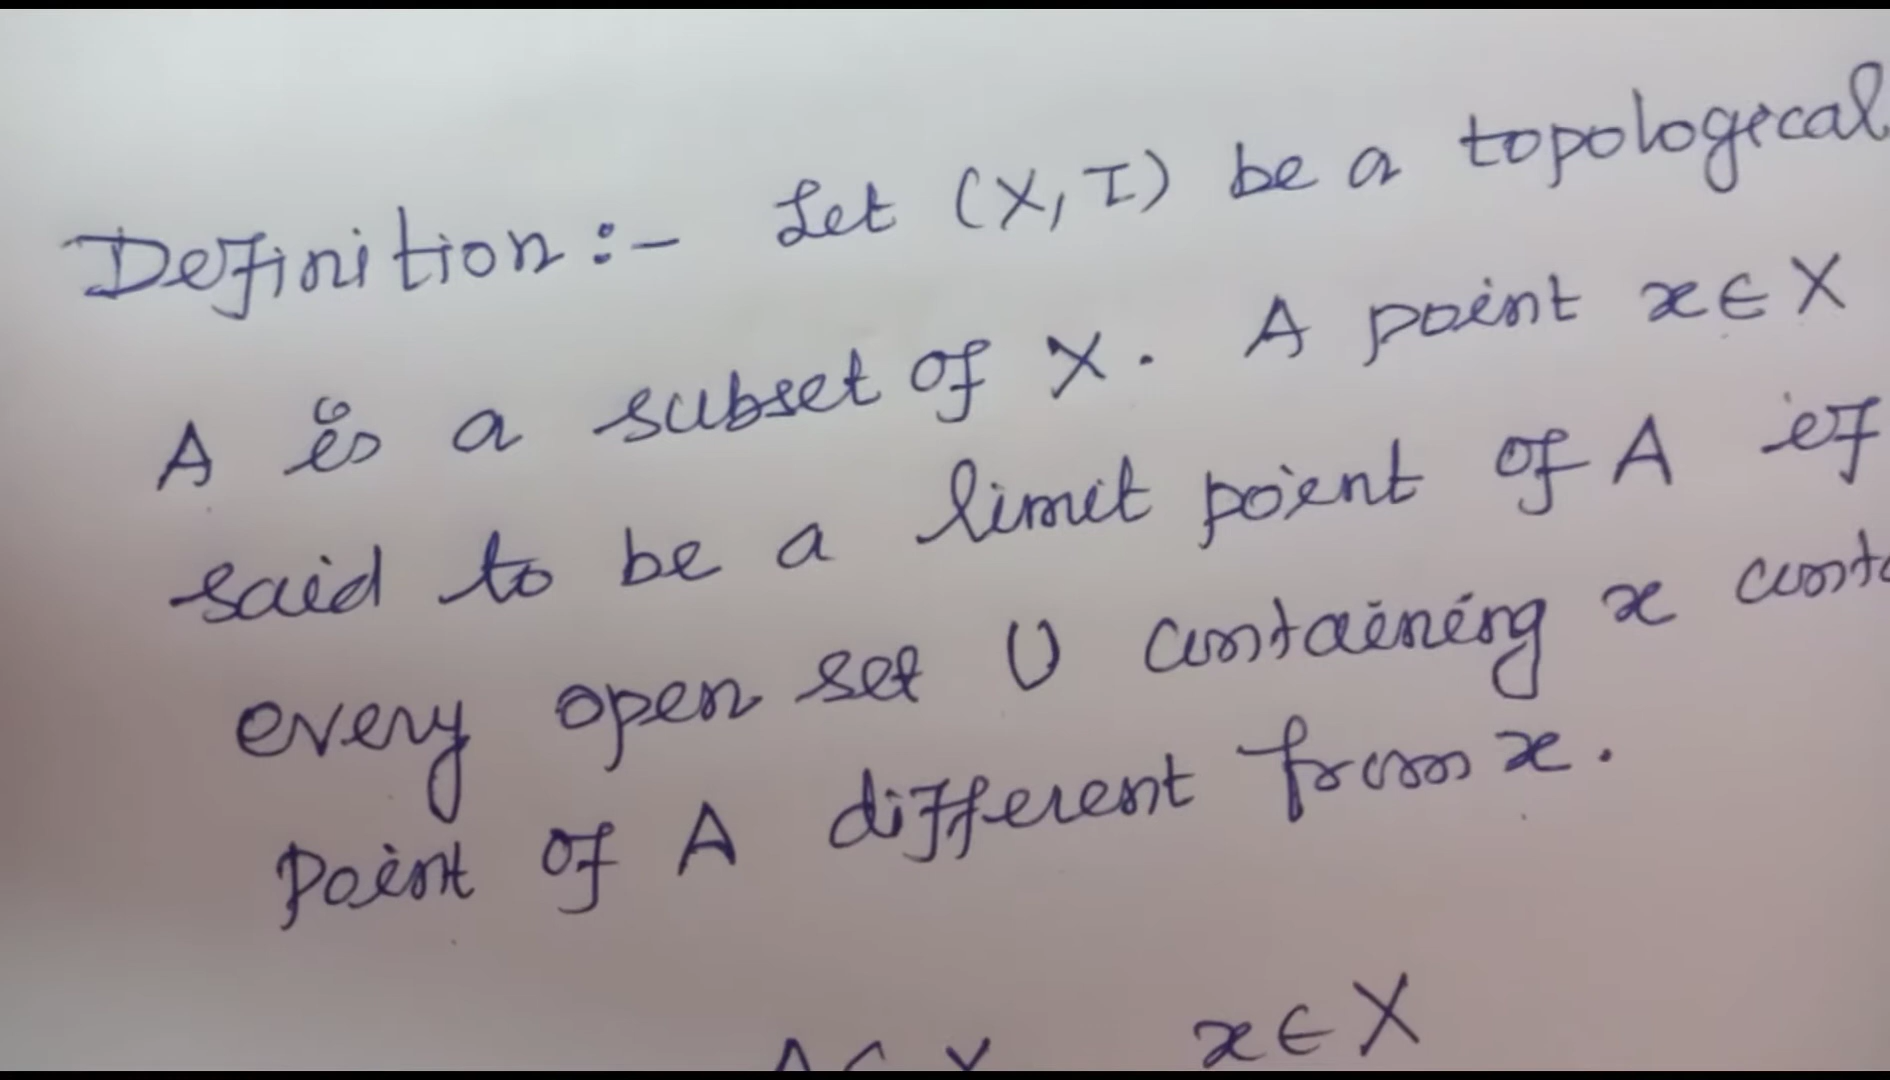 Definition :- Let (X, τ) be a topological
A is a subset of X. A point x ∈ X
said to be a limit point of A if
every open set U containing x
Point of A different from x.
x ∈ X